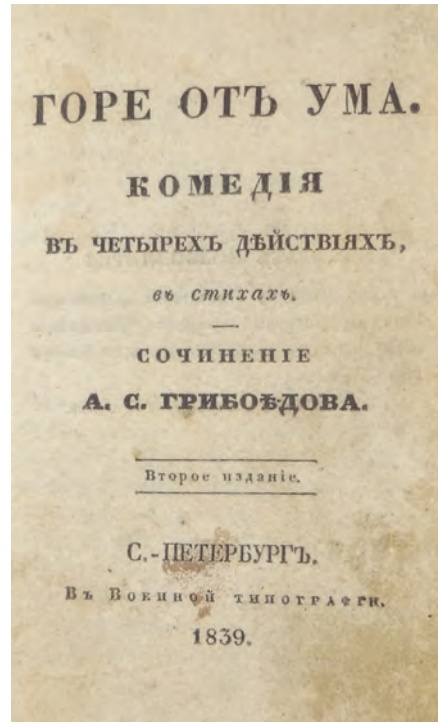 ГОРЕ ОТЪ УМА.
КОМЕДІЯ
ВЪ ЧЕТЫРЕХЪ ДѢЙСТВІЯХЪ,
въ стихахъ.
СОЧИНЕНІЕ
А. С. ГРИБОѢДОВА.
Второе изданіе.
С.-ПЕТЕРБУРГЪ.
Въ Военной типографіи.
1839.